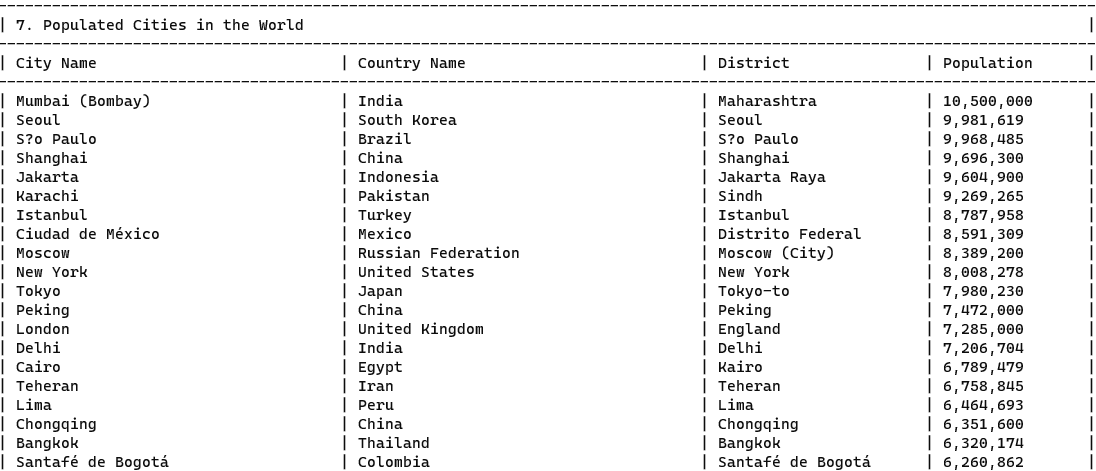 | 7. Populated Cities in the World |
| City Name | Country Name | District | Population |
| Mumbai (Bombay) | India | Maharashtra | 10,500,000 |
| Seoul | South Korea | Seoul | 9,981,619 |
| S?o Paulo | Brazil | S?o Paulo | 9,968,485 |
| Shanghai | China | Shanghai | 9,696,300 |
| Jakarta | Indonesia | Jakarta Raya | 9,604,900 |
| Karachi | Pakistan | Sindh | 9,269,265 |
| Istanbul | Turkey | Istanbul | 8,787,958 |
| Ciudad de México | Mexico | Distrito Federal | 8,591,309 |
| Moscow | Russian Federation | Moscow (City) | 8,389,200 |
| New York | United States | New York | 8,008,278 |
| Tokyo | Japan | Tokyo-to | 7,980,230 |
| Peking | China | Peking | 7,472,000 |
| London | United Kingdom | England | 7,285,000 |
| Delhi | India | Delhi | 7,206,704 |
| Cairo | Egypt | Kairo | 6,789,479 |
| Teheran | Iran | Teheran | 6,758,845 |
| Lima | Peru | Lima | 6,464,693 |
| Chongqing | China | Chongqing | 6,351,600 |
| Bangkok | Thailand | Bangkok | 6,320,174 |
| Santafé de Bogotá | Colombia | Santafé de Bogotá | 6,260,862 |